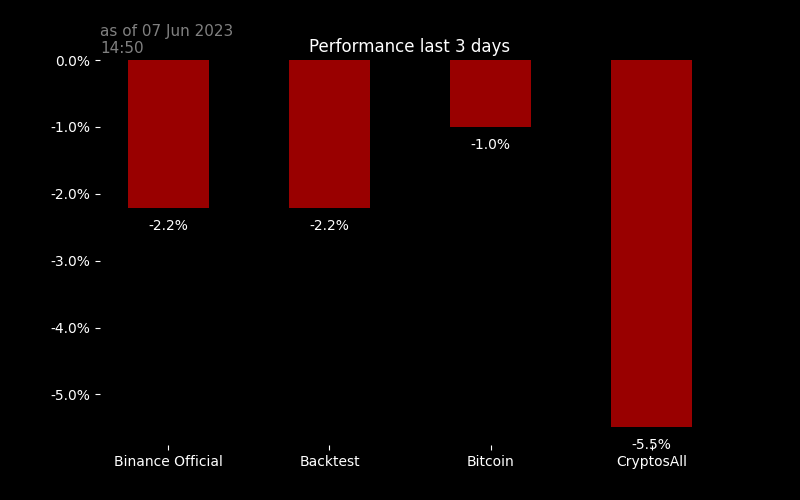 as of 07 Jun 2023
14:50
Performance last 3 days
0.0%
-1.0%
-2.0%
-3.0%
-4.0%
-5.0%
-2.2%
-2.2%
-1.0%
-5.5%
Binance Official
Backtest
Bitcoin
CryptosAll